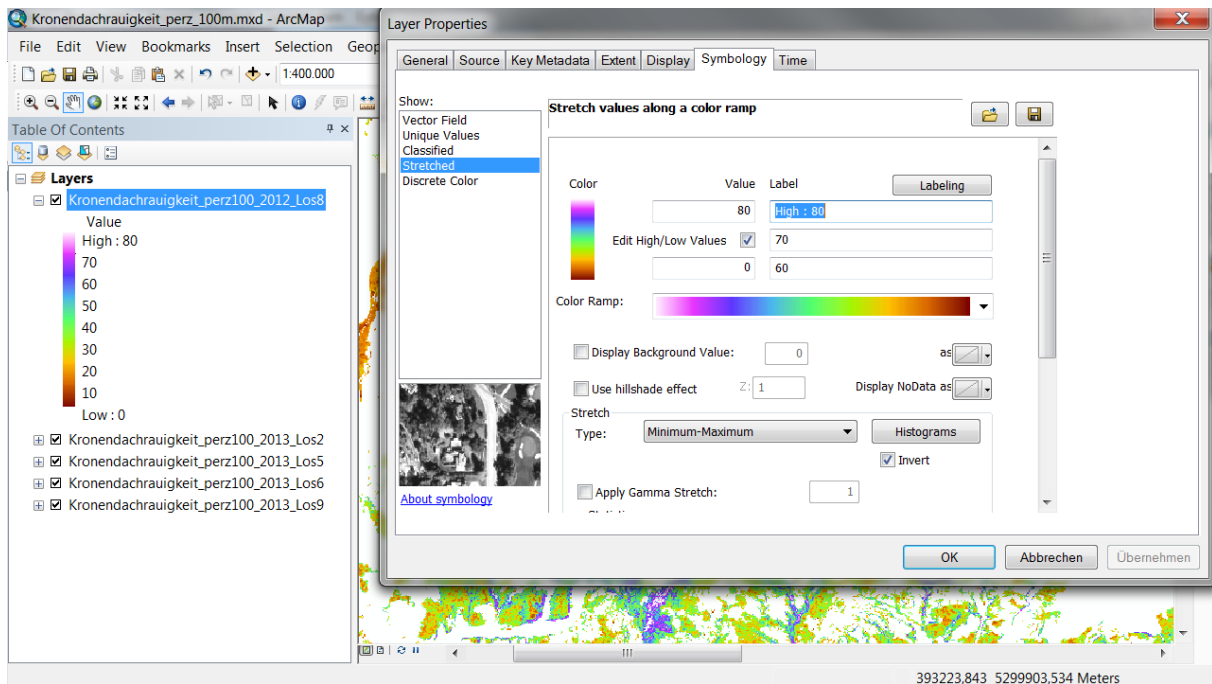 Kronendachrauigkeit_perz_100m.mxd - ArcMap
File Edit View Bookmarks Insert Selection Geop
1:400.000
Table Of Contents
Layers
Kronendachrauigkeit_perz100_2012_Los8
Value
High : 80
70
60
50
40
30
20
10
Low : 0
Kronendachrauigkeit_perz100_2013_Los2
Kronendachrauigkeit_perz100_2013_Los5
Kronendachrauigkeit_perz100_2013_Los6
Kronendachrauigkeit_perz100_2013_Los9
Layer Properties
General Source Key Metadata Extent Display Symbology Time
Show:
Vector Field
Unique Values
Classified
Stretched
Discrete Color
About symbology
Stretch values along a color ramp
Color Value Label Labeling
80 High : 80
Edit High/Low Values 70
0 60
Color Ramp:
Display Background Value: 0 as
Use hillshade effect Z: 1 Display NoData as
Stretch
Type: Minimum-Maximum Histograms
Invert
Apply Gamma Stretch: 1
OK Abbrechen Übernehmen
393223,843 5299903,534 Meters